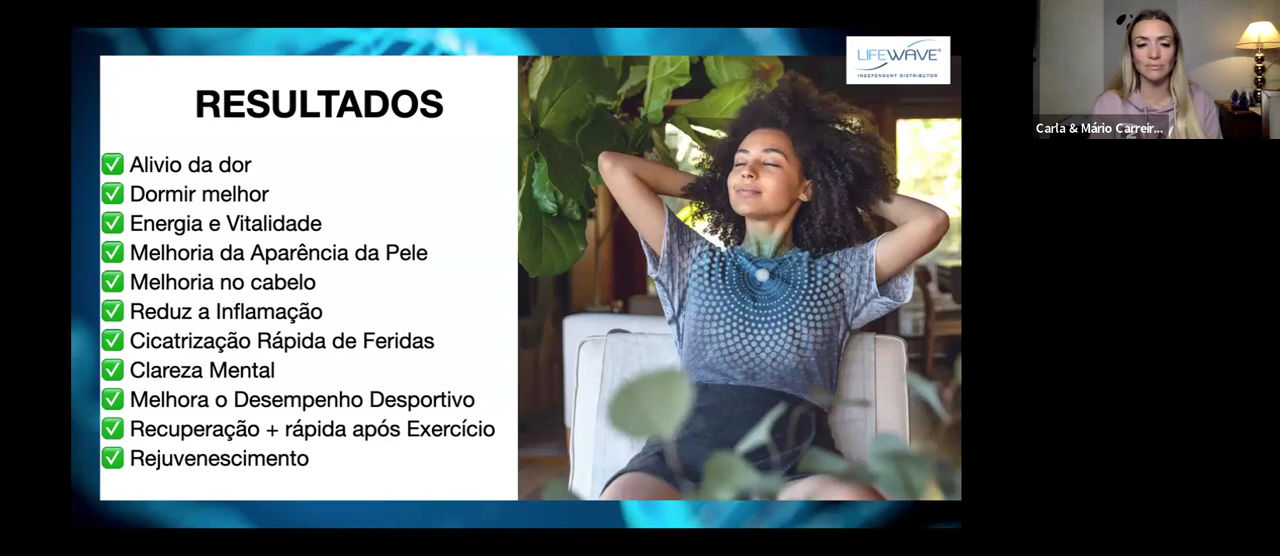 RESULTADOS
✅ Alivio da dor
✅ Dormir melhor
✅ Energia e Vitalidade
✅ Melhoria da Aparência da Pele
✅ Melhoria no cabelo
✅ Reduz a Inflamação
✅ Cicatrização Rápida de Feridas
✅ Clareza Mental
✅ Melhora o Desempenho Desportivo
✅ Recuperação + rápida após Exercício
✅ Rejuvenescimento
LIFEWAVE®
INDEPENDENT DISTRIBUTOR
Carla & Mário Carreir...